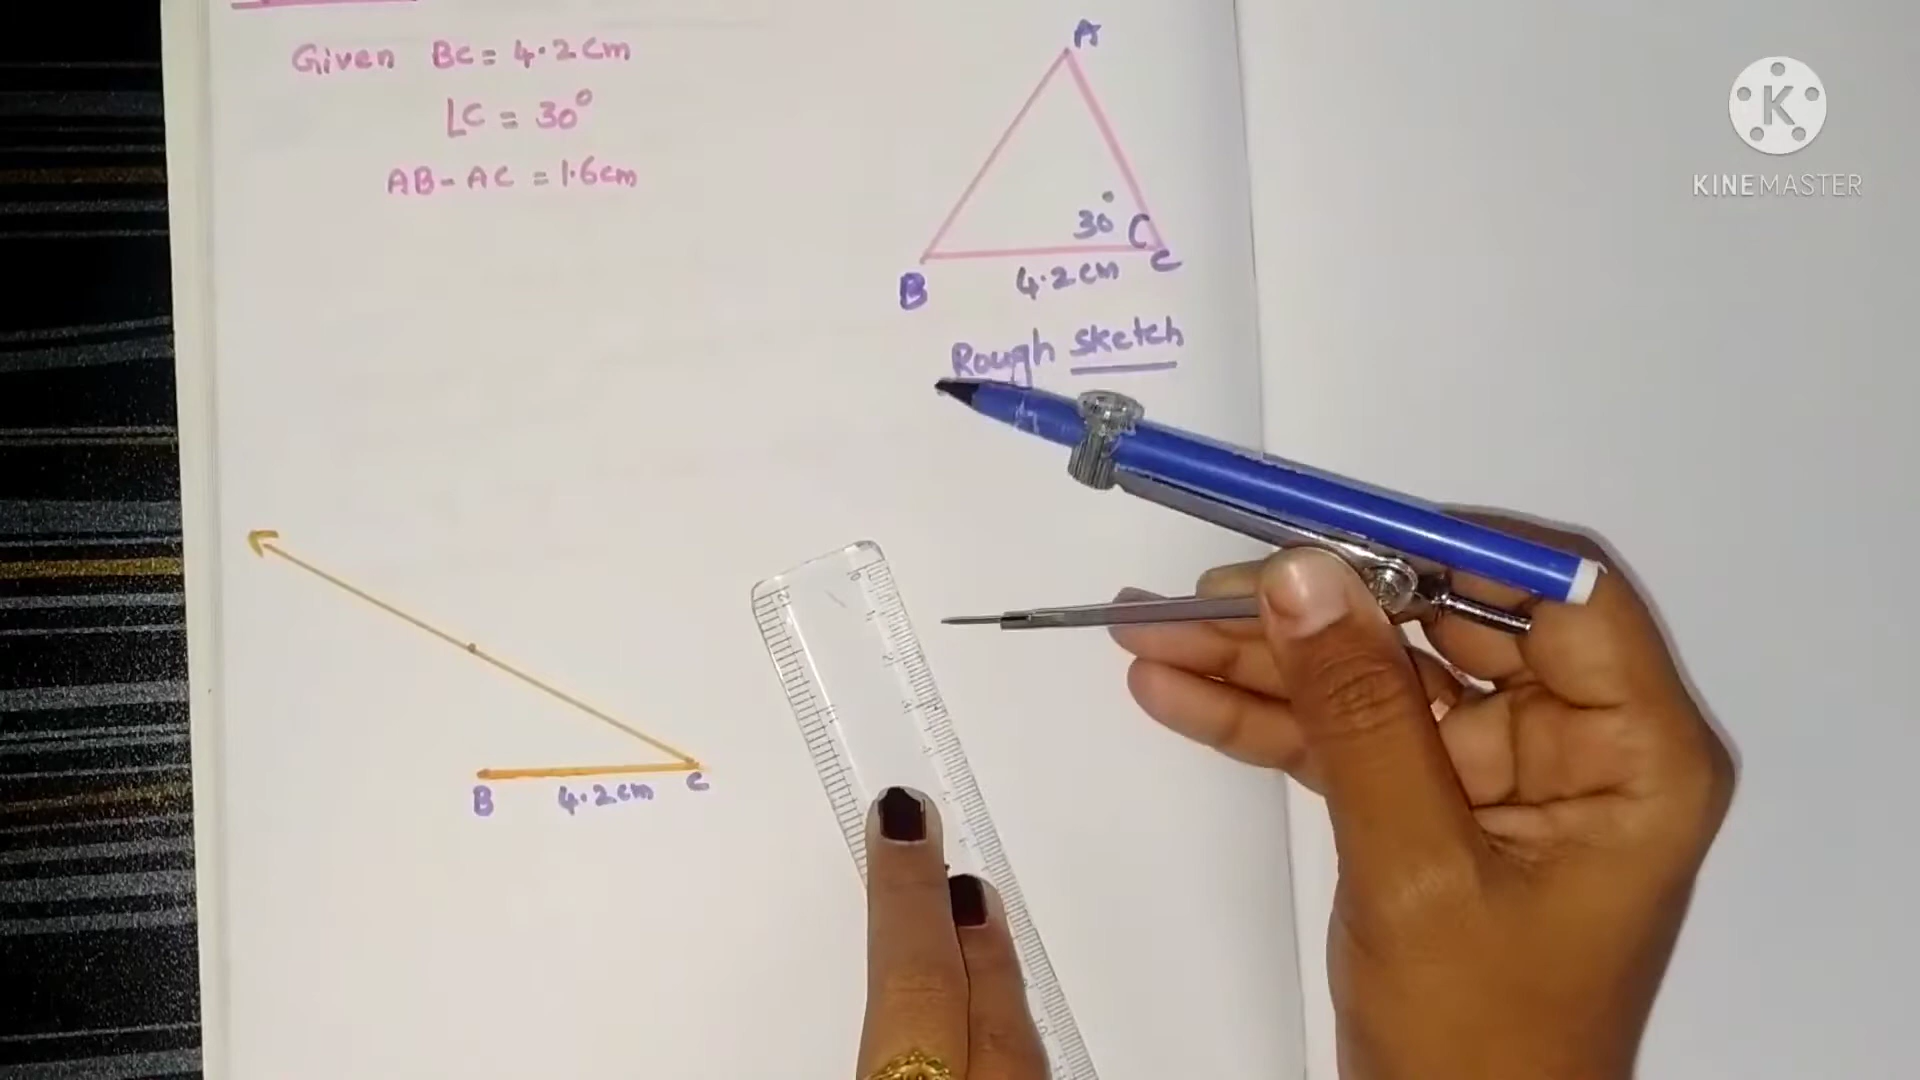 Given BC = 4.2cm
∠C = 30°
AB - AC = 1.6cm
A
30°
B
C
4.2cm
Rough sketch
B
4.2cm
C
K
KINEMASTER